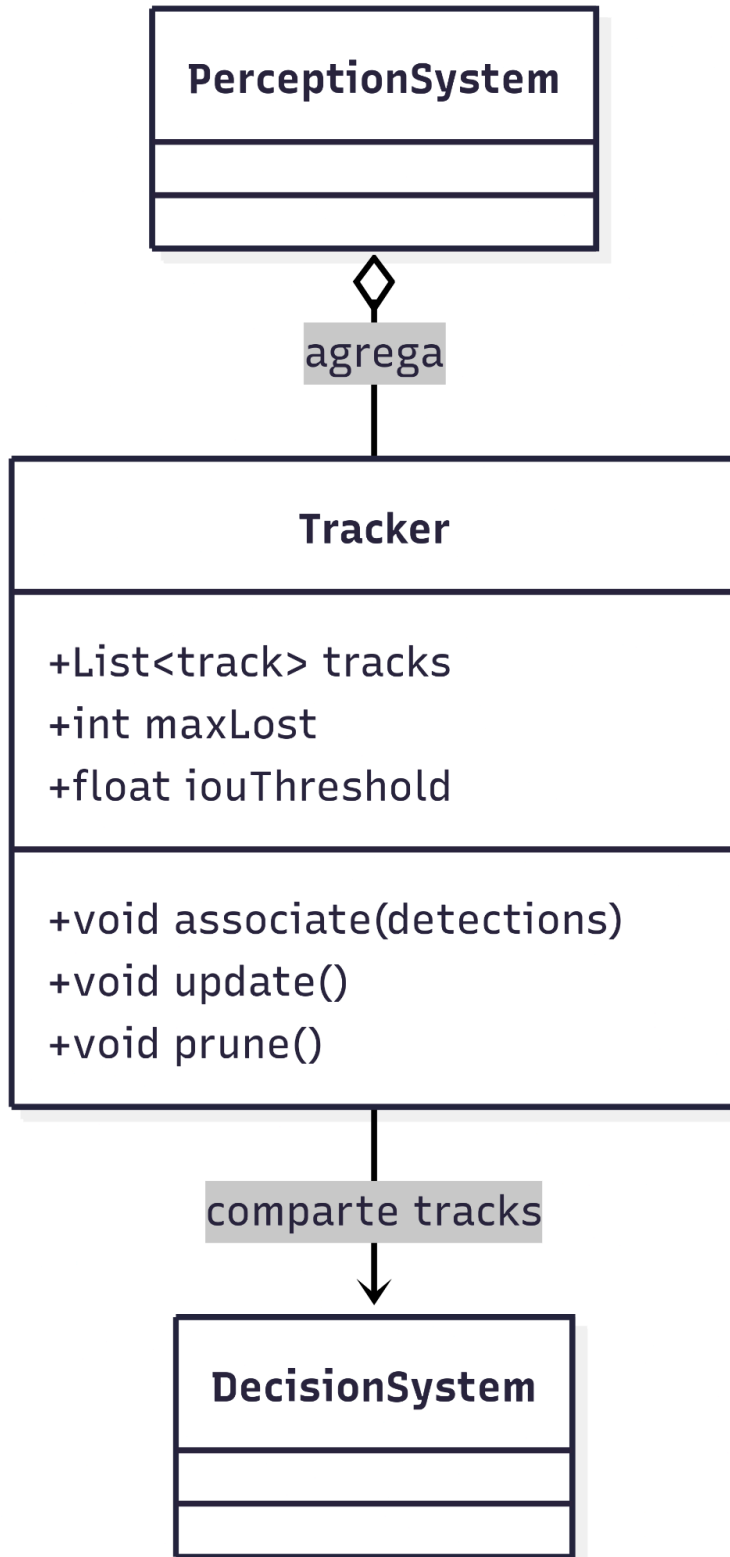 PerceptionSystem
agrega
Tracker
+List<track> tracks
+int maxLost
+float iouThreshold
+void associate(detections)
+void update()
+void prune()
comparte tracks
DecisionSystem